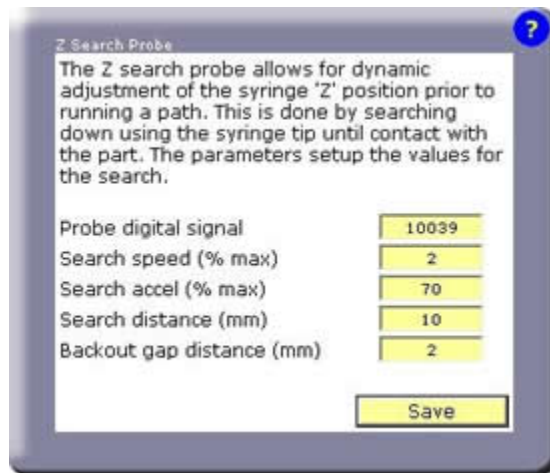 ?
Z Search Probe
The Z search probe allows for dynamic
adjustment of the syringe 'Z' position prior to
running a path. This is done by searching
down using the syringe tip until contact with
the part. The parameters setup the values for
the search.
Probe digital signal 10039
Search speed (% max) 2
Search accel (% max) 70
Search distance (mm) 10
Backout gap distance (mm) 2
Save